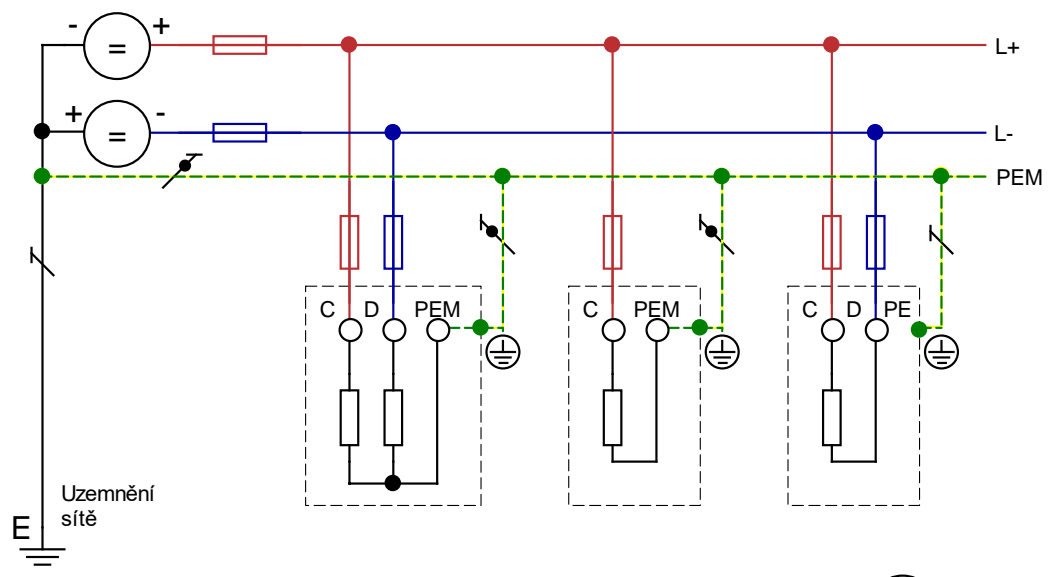 - +
=
L+
+ -
=
L-
PEM
C D PEM
C PEM
C D PE
Uzemnění
sítě
E